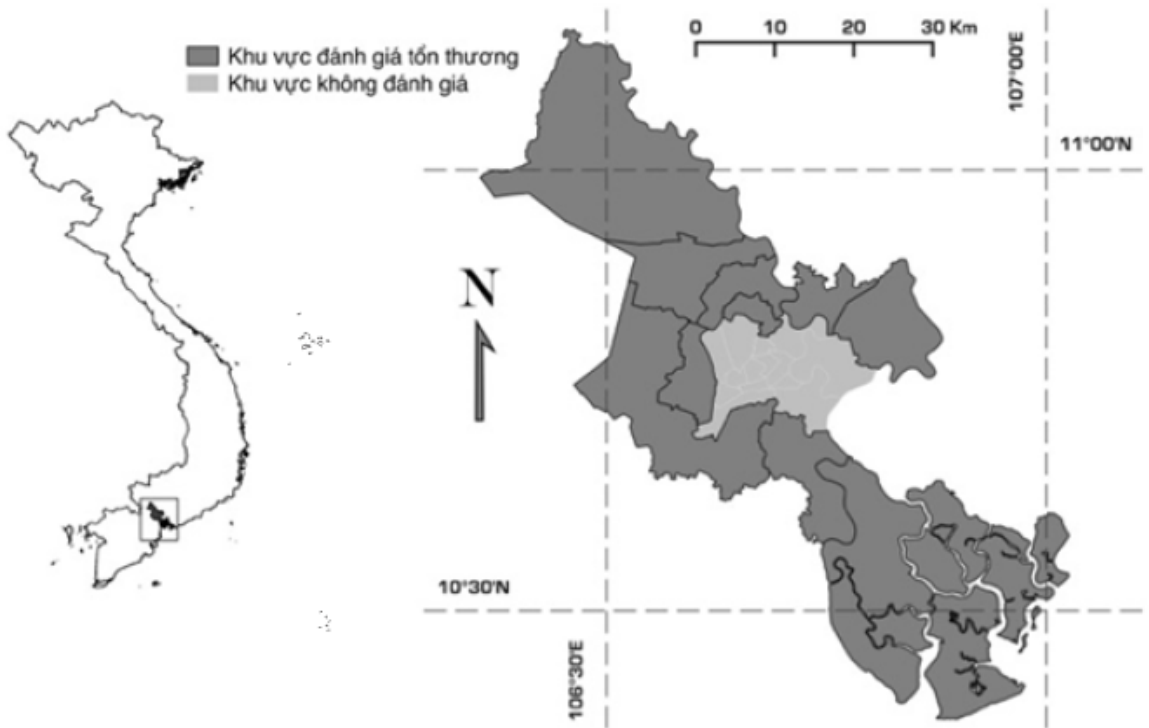 0 10 20 30 Km
Khu vực đánh giá tổn thương
Khu vực không đánh giá
107°00'E
11°00'N
N
10°30'N
106°30'E